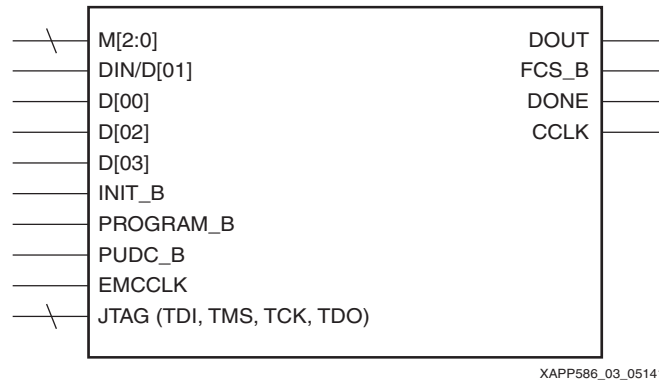 M[2:0] DOUT
DIN/D[01] FCS_B
D[00] DONE
D[02] CCLK
D[03]
INIT_B
PROGRAM_B
PUDC_B
EMCCLK
JTAG (TDI, TMS, TCK, TDO)
XAPP586_03_0514